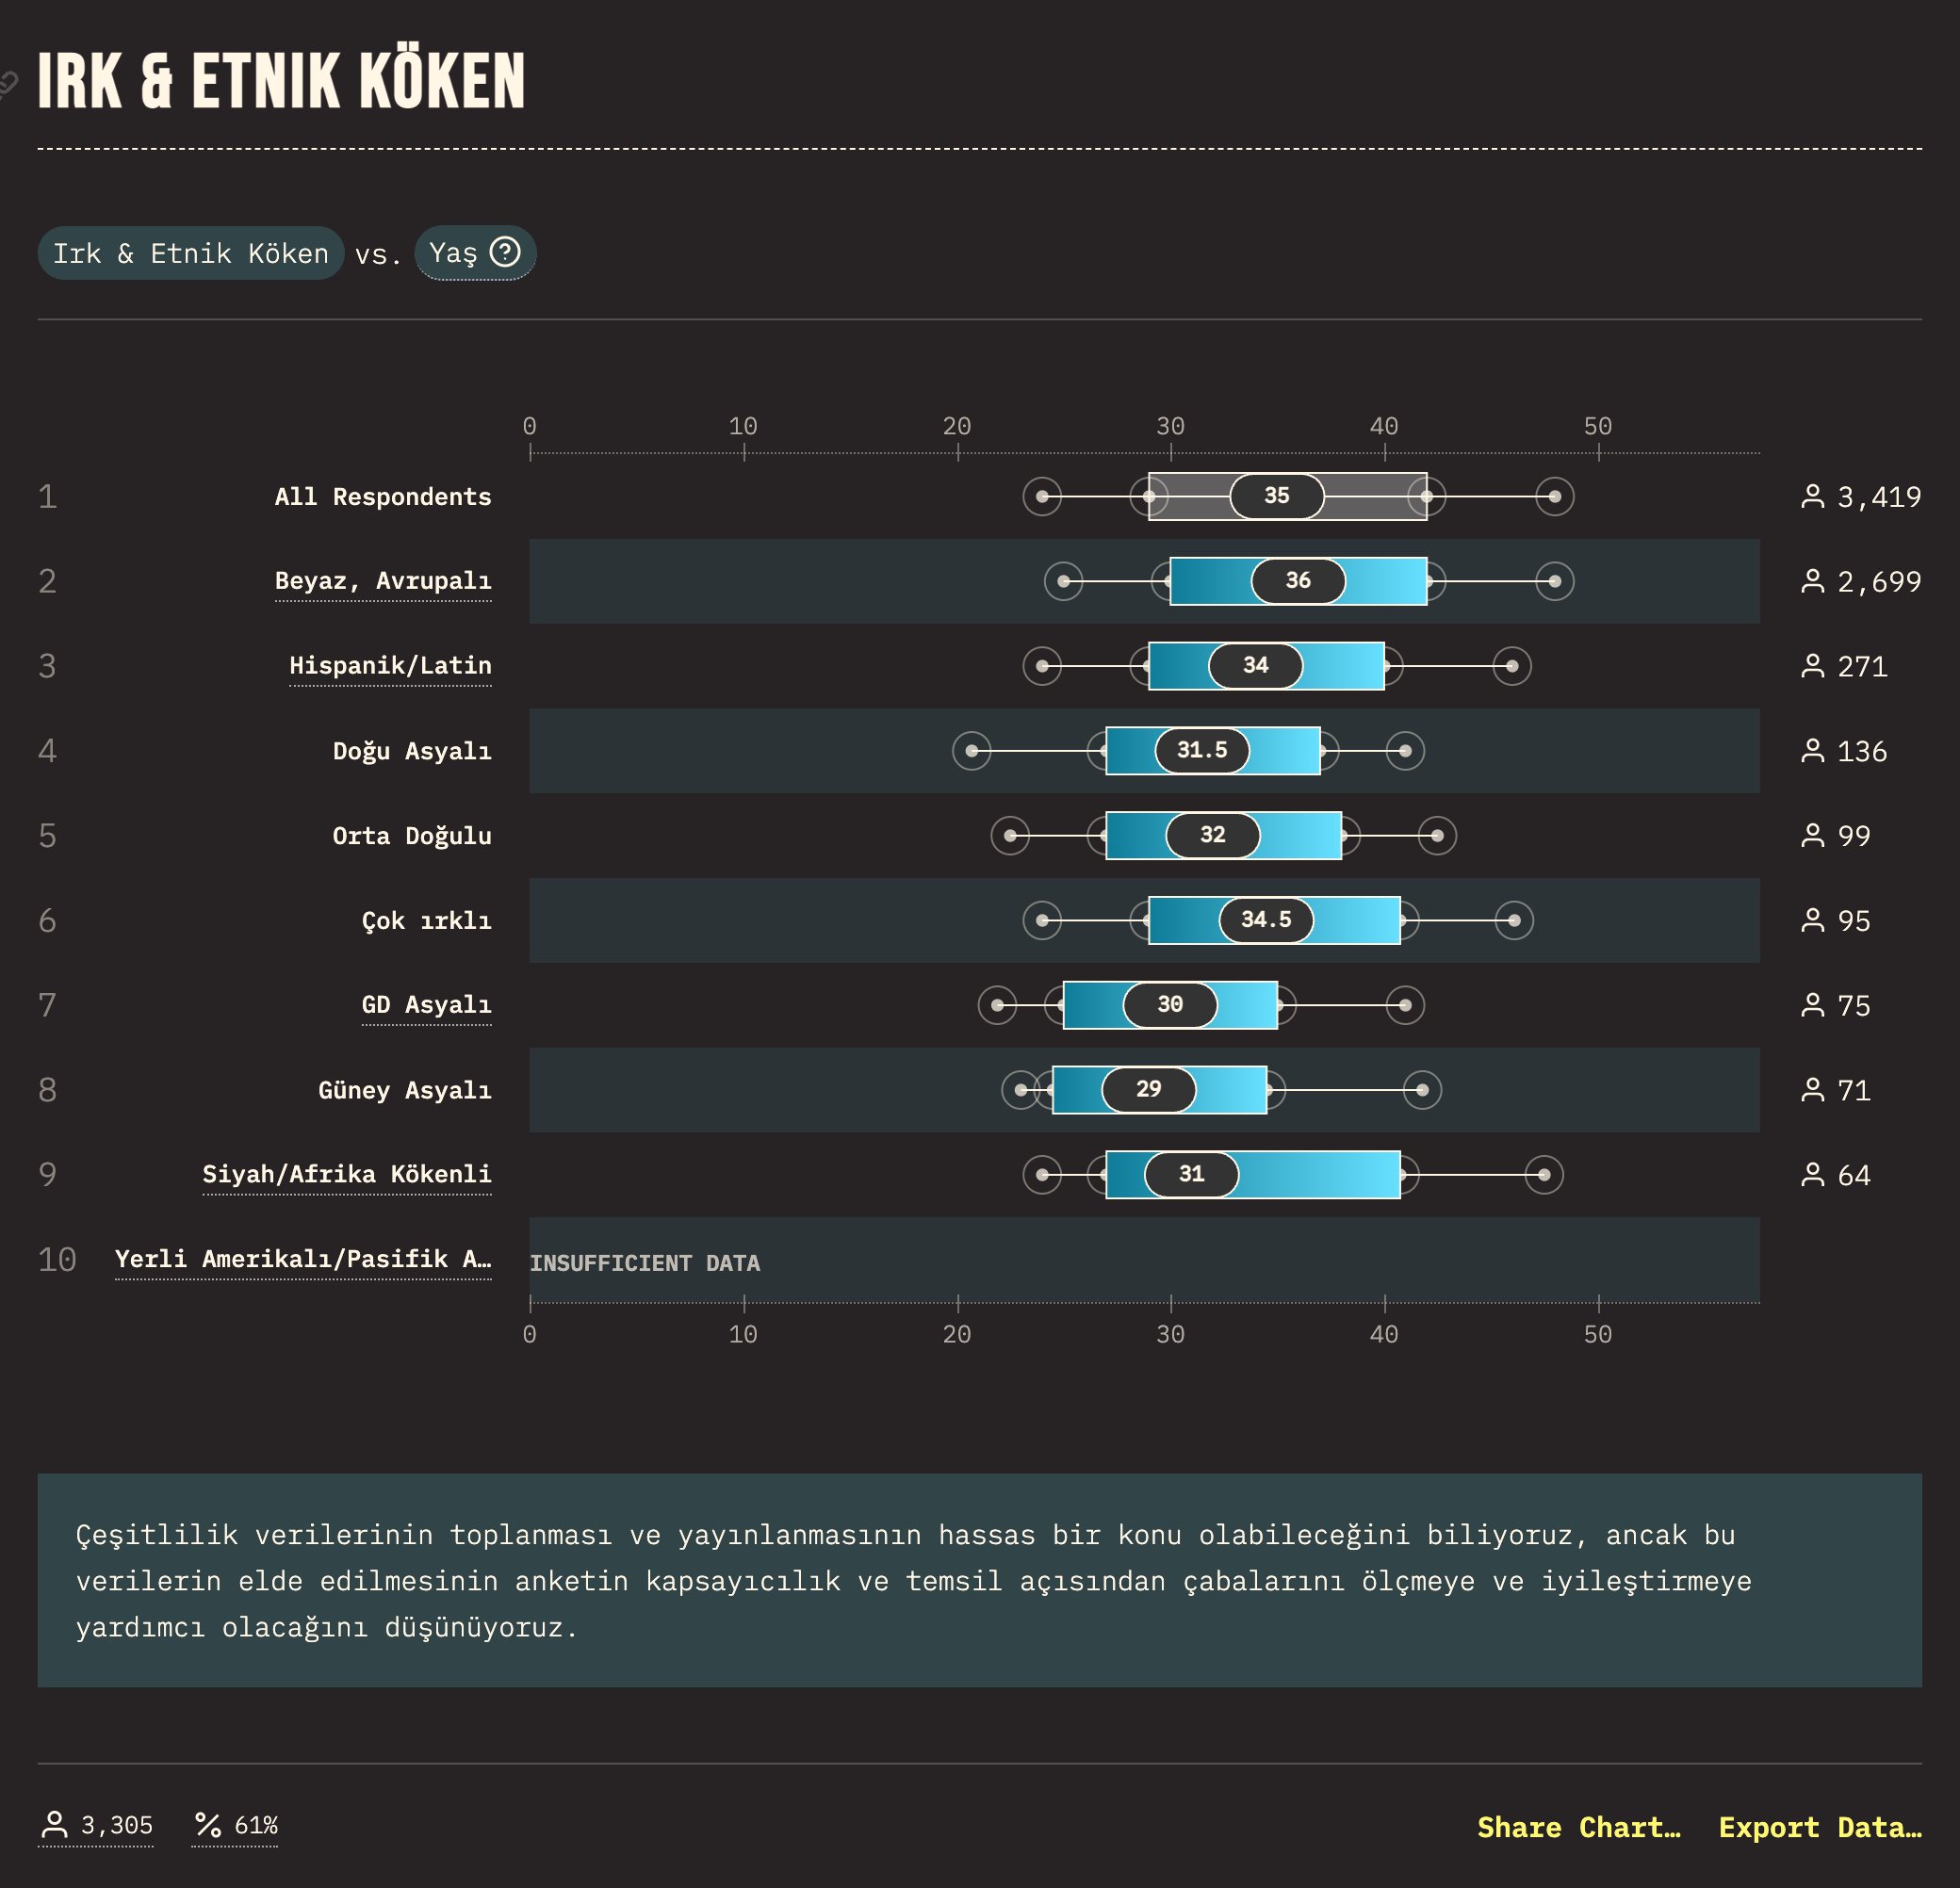 IRK & ETNIK KÖKEN
Irk & Etnik Köken vs. Yaş ?
0 10 20 30 40 50
1 All Respondents 35 3,419
2 Beyaz, Avrupalı 36 2,699
3 Hispanik/Latin 34 271
4 Doğu Asyalı 31.5 136
5 Orta Doğulu 32 99
6 Çok ırklı 34.5 95
7 GD Asyalı 30 75
8 Güney Asyalı 29 71
9 Siyah/Afrika Kökenli 31 64
10 Yerli Amerikalı/Pasifik A… INSUFFICIENT DATA
0 10 20 30 40 50
Çeşitlilik verilerinin toplanması ve yayınlanmasının hassas bir konu olabileceğini biliyoruz, ancak bu
verilerin elde edilmesinin anketin kapsayıcılık ve temsil açısından çabalarını ölçmeye ve iyileştirmeye
yardımcı olacağını düşünüyoruz.
3,305 61% Share Chart… Export Data…